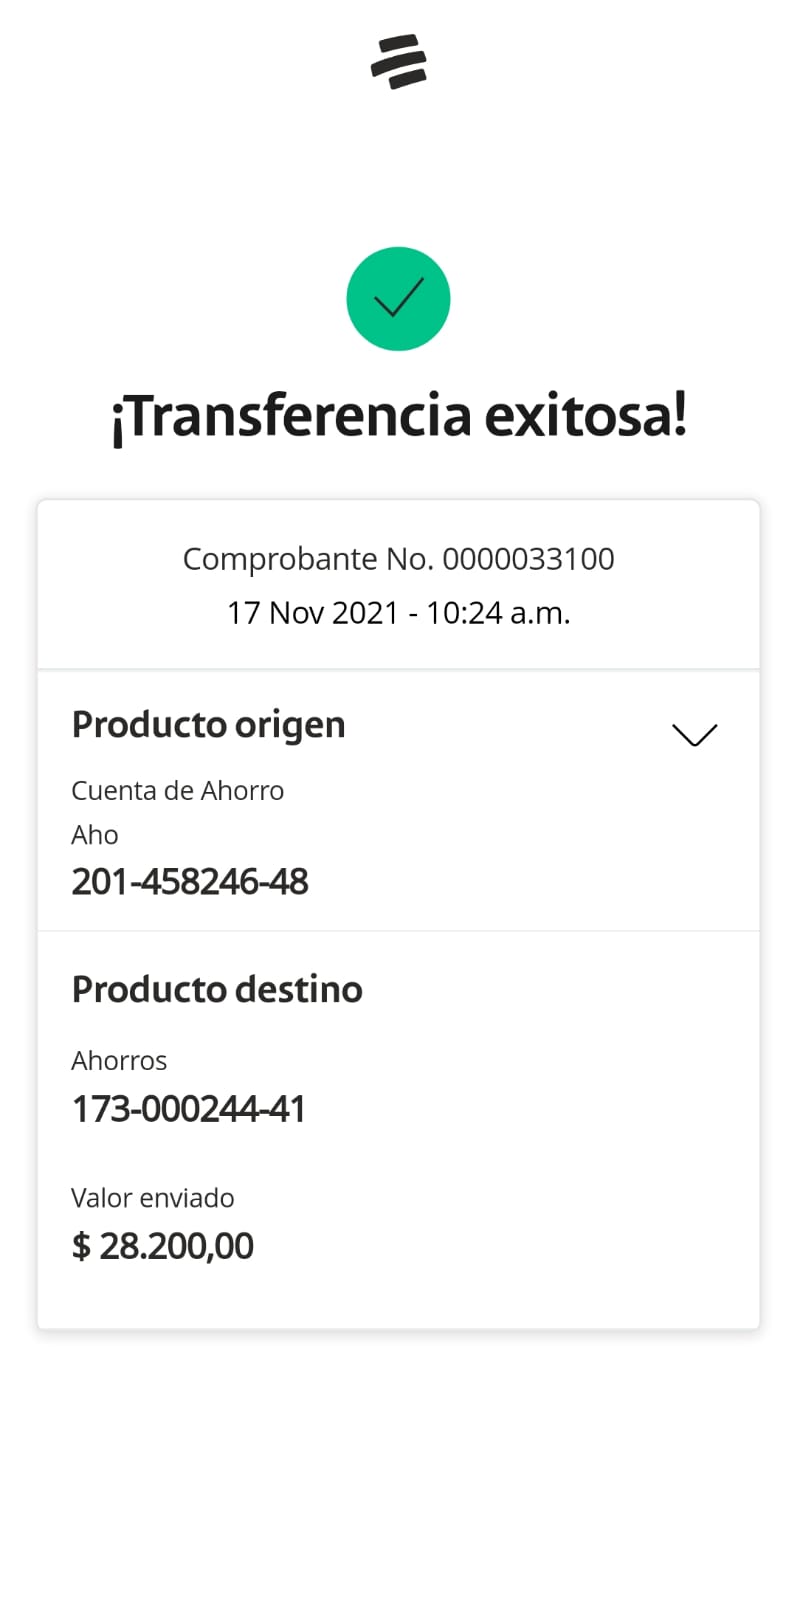 ¡Transferencia exitosa!
Comprobante No. 0000033100
17 Nov 2021 - 10:24 a.m.
Producto origen
Cuenta de Ahorro
Aho
201-458246-48
Producto destino
Ahorros
173-000244-41
Valor enviado
$ 28.200,00